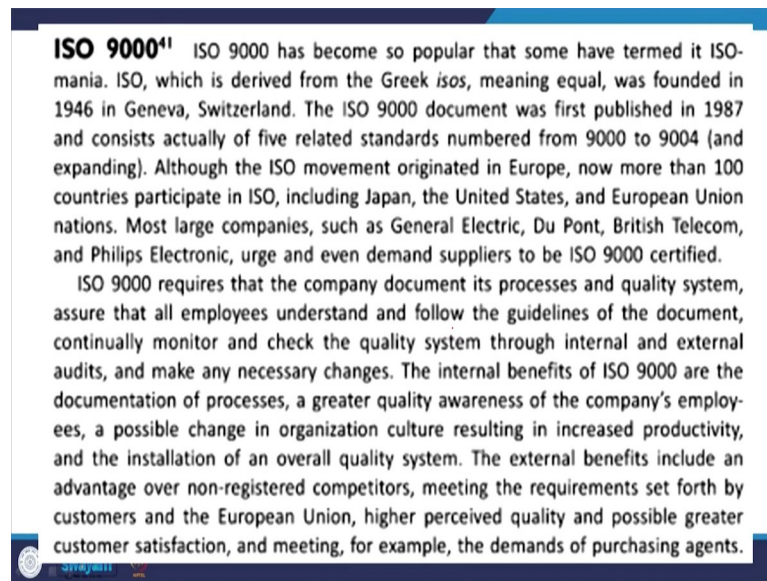 ISO 9000⁴¹ ISO 9000 has become so popular that some have termed it ISO-
mania. ISO, which is derived from the Greek isos, meaning equal, was founded in
1946 in Geneva, Switzerland. The ISO 9000 document was first published in 1987
and consists actually of five related standards numbered from 9000 to 9004 (and
expanding). Although the ISO movement originated in Europe, now more than 100
countries participate in ISO, including Japan, the United States, and European Union
nations. Most large companies, such as General Electric, Du Pont, British Telecom,
and Philips Electronic, urge and even demand suppliers to be ISO 9000 certified.
ISO 9000 requires that the company document its processes and quality system,
assure that all employees understand and follow the guidelines of the document,
continually monitor and check the quality system through internal and external
audits, and make any necessary changes. The internal benefits of ISO 9000 are the
documentation of processes, a greater quality awareness of the company's employ-
ees, a possible change in organization culture resulting in increased productivity,
and the installation of an overall quality system. The external benefits include an
advantage over non-registered competitors, meeting the requirements set forth by
customers and the European Union, higher perceived quality and possible greater
customer satisfaction, and meeting, for example, the demands of purchasing agents.
swayam